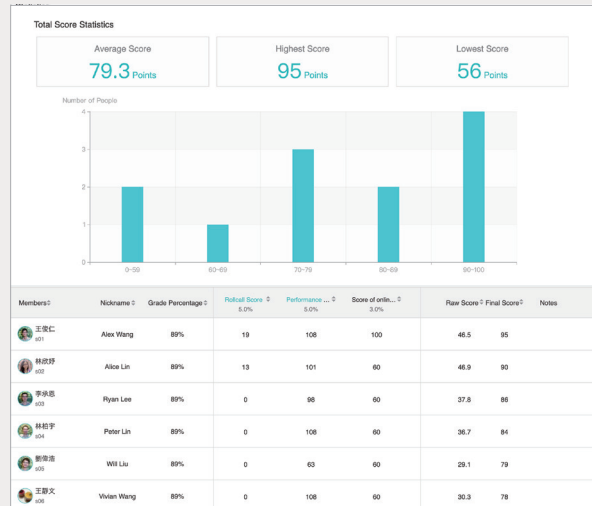 Total Score Statistics
Average Score
79.3 Points
Highest Score
95 Points
Lowest Score
56 Points
Number of People
4
3
2
1
0
0-59
60-69
70-79
80-89
90-100
Members Nickname Grade Percentage Rollcall Score Performance ... Score of onlin... Raw Score Final Score Notes
5.0% 5.0% 3.0%
王俊仁
s01
Alex Wang 89% 19 108 100 46.5 95
林欣妤
s02
Alice Lin 89% 13 101 60 46.9 90
李承恩
s03
Ryan Lee 89% 0 98 60 37.8 86
林柏宇
s04
Peter Lin 89% 0 108 60 36.7 84
劉偉浩
s05
Will Liu 89% 0 63 60 29.1 79
王靜文
s06
Vivian Wang 89% 0 108 60 30.3 78